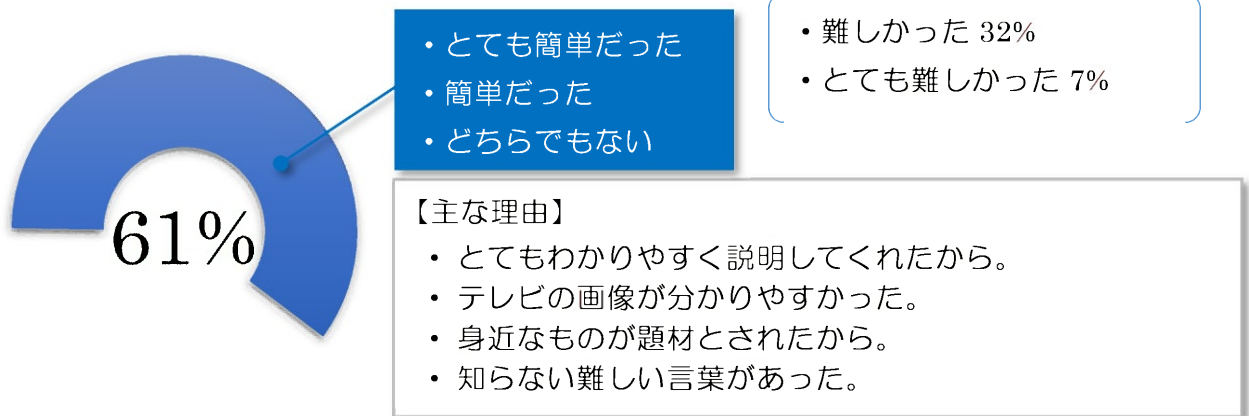 61%
・とても簡単だった
・簡単だった
・どちらでもない
・難しかった 32%
・とても難しかった 7%
【主な理由】
・ とてもわかりやすく説明してくれたから。
・ テレビの画像が分かりやすかった。
・ 身近なものが題材とされたから。
・ 知らない難しい言葉があった。